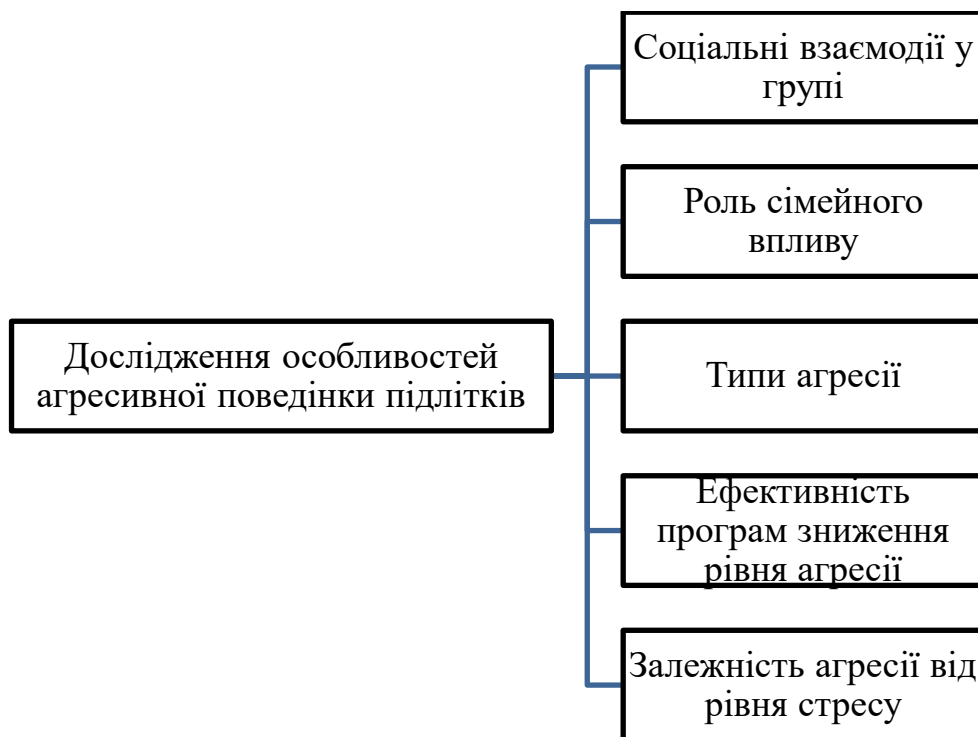 Соціальні взаємодії у
групі
Роль сімейного
впливу
Дослідження особливостей
агресивної поведінки підлітків
Типи агресії
Ефективність
програм зниження
рівня агресії
Залежність агресії від
рівня стресу